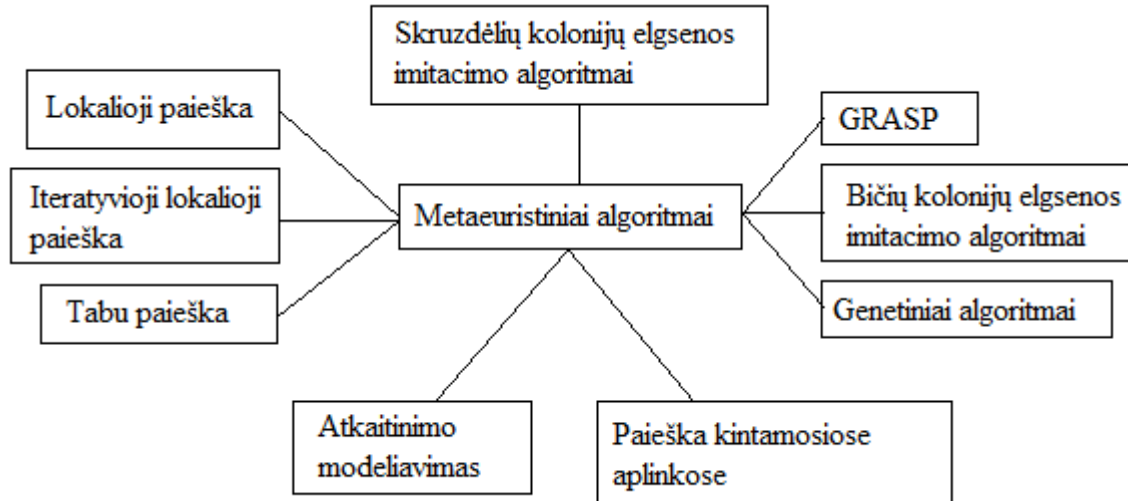 Skruzdėlių kolonijų elgsenos
imitacimo algoritmai
Lokalioji paieška
GRASP
Iteratyvioji lokalioji
paieška
Metaeuristiniai algoritmai
Bičių kolonijų elgsenos
imitacimo algoritmai
Tabu paieška
Genetiniai algoritmai
Atkaitinimo
modeliavimas
Paieška kintamosiose
aplinkose